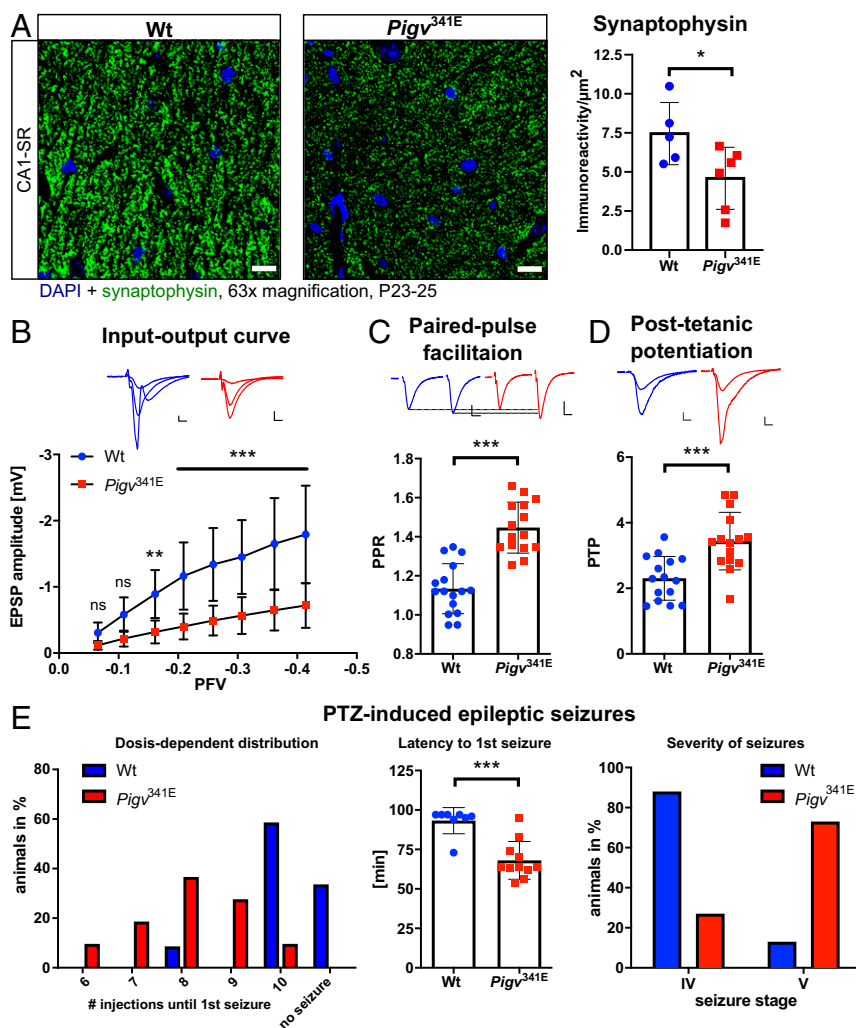 A
Wt
Pigv341E
CA1-SR
DAPI + synaptophysin, 63x magnification, P23-25
Synaptophysin
*
Immunoreactivity/µm2
12.5
10.0
7.5
5.0
2.5
0.0
Wt
Pigv341E
B
Input-output curve
Wt
Pigv341E
***
**
ns
ns
EPSP amplitude [mV]
-3
-2
-1
0
0.0
-0.1
-0.2
-0.3
-0.4
-0.5
PFV
C
Paired-pulse
facilitaion
***
PPR
1.8
1.6
1.4
1.2
1.0
0.8
Wt
Pigv341E
D
Post-tetanic
potentiation
***
PTP
6
4
2
0
Wt
Pigv341E
E
PTZ-induced epileptic seizures
Dosis-dependent distribution
Wt
Pigv341E
animals in %
80
60
40
20
0
6
7
8
9
10
no seizure
# injections until 1st seizure
Latency to 1st seizure
***
[min]
125
100
75
50
25
0
Wt
Pigv341E
Severity of seizures
Wt
Pigv341E
animals in %
80
60
40
20
0
IV
V
seizure stage